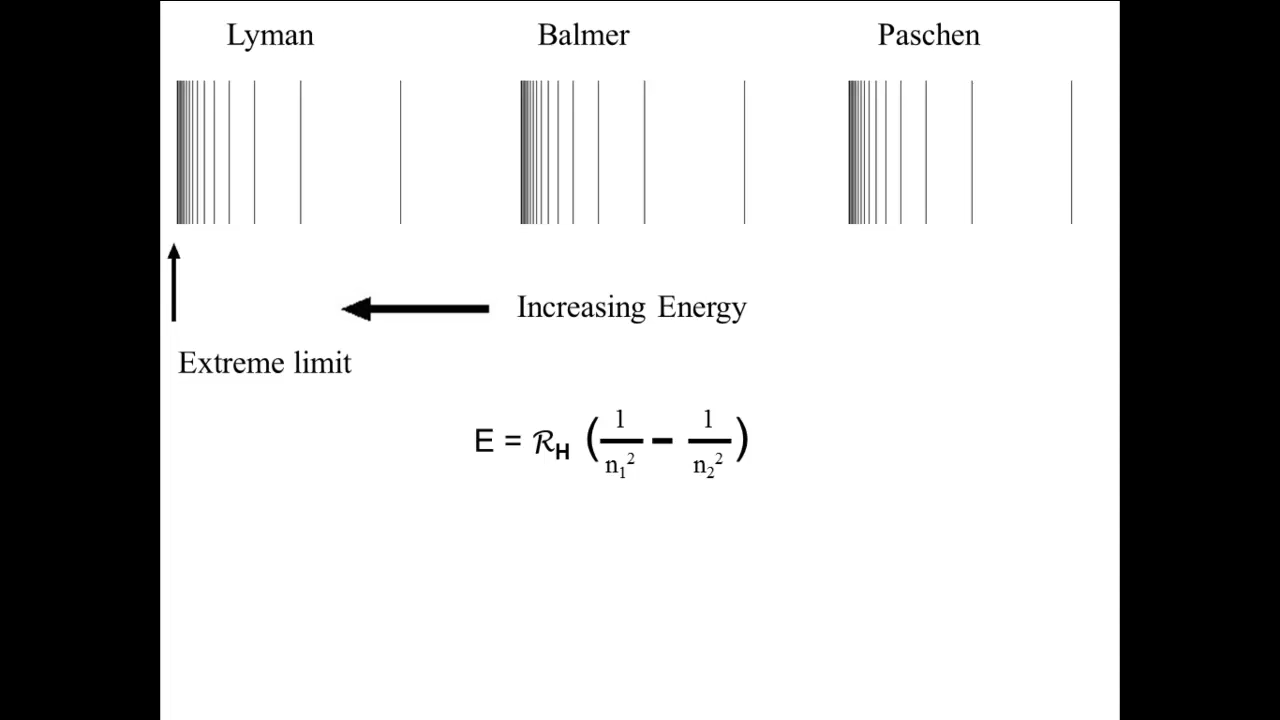 Lyman Balmer Paschen
Increasing Energy
Extreme limit
E = ℛH (1/n₁² − 1/n₂²)